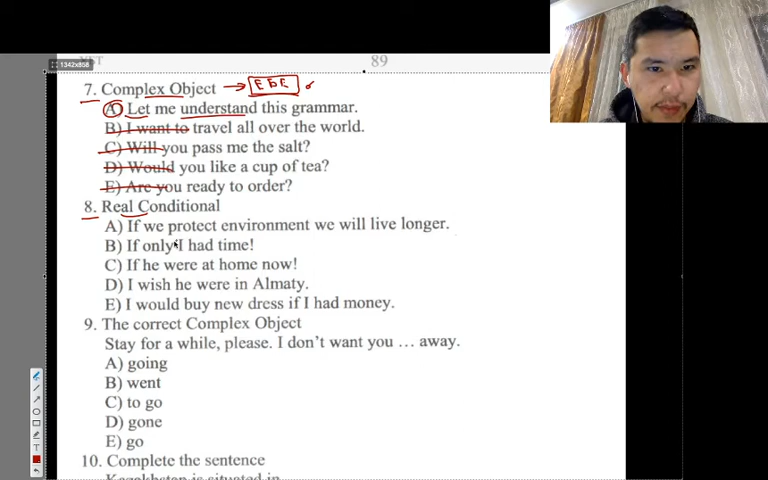 89
1342x858
7. Complex Object → ЕБЕ
A) Let me understand this grammar.
B) I want to travel all over the world.
C) Will you pass me the salt?
D) Would you like a cup of tea?
E) Are you ready to order?
8. Real Conditional
A) If we protect environment we will live longer.
B) If only I had time!
C) If he were at home now!
D) I wish he were in Almaty.
E) I would buy new dress if I had money.
9. The correct Complex Object
Stay for a while, please. I don't want you … away.
A) going
B) went
C) to go
D) gone
E) go
10. Complete the sentence
Kazakhstan is situated in